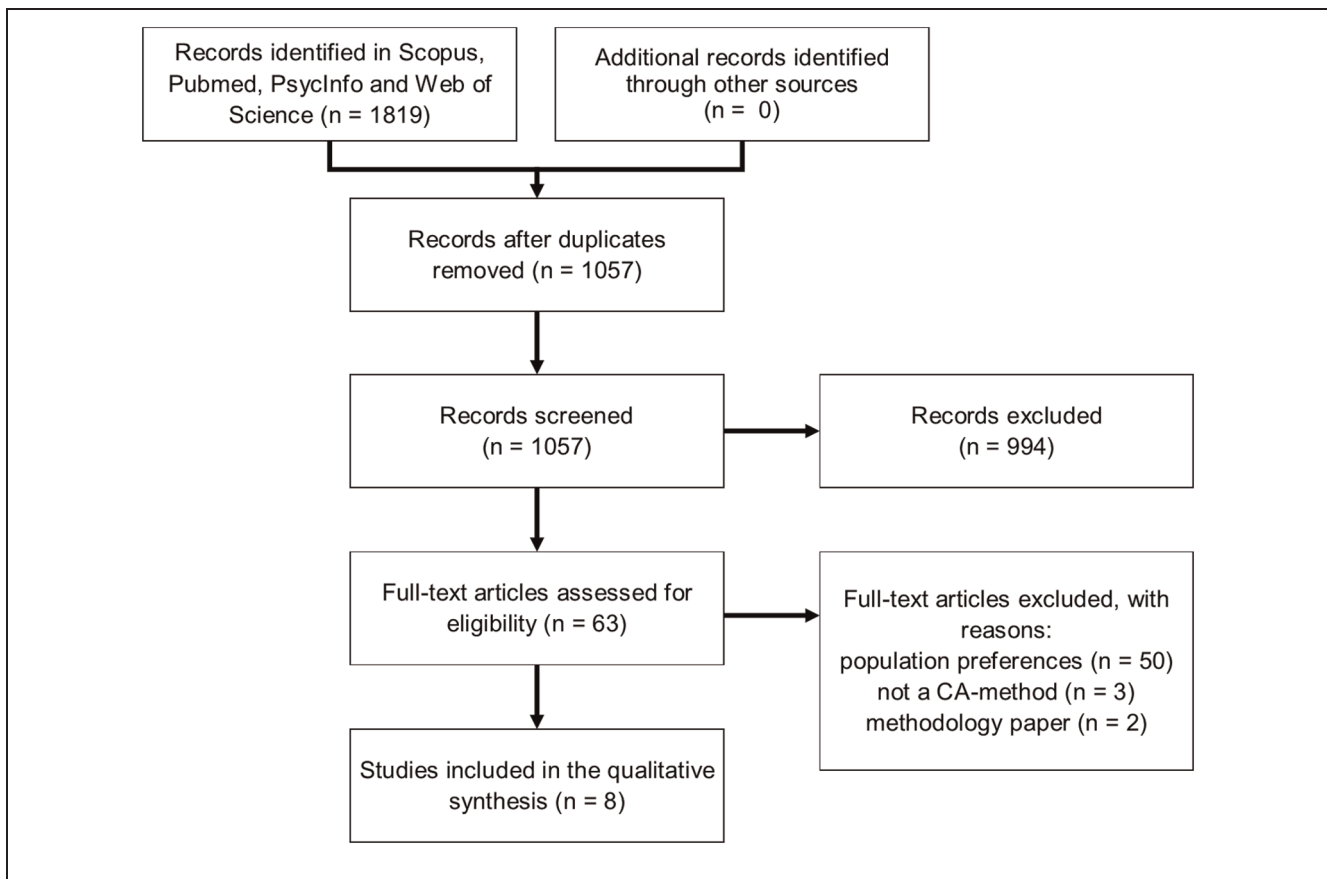 Records identified in Scopus,
Pubmed, PsycInfo and Web of
Science (n = 1819)
Additional records identified
through other sources
(n = 0)
Records after duplicates
removed (n = 1057)
Records screened
(n = 1057)
Records excluded
(n = 994)
Full-text articles assessed for
eligibility (n = 63)
Full-text articles excluded, with
reasons:
population preferences (n = 50)
not a CA-method (n = 3)
methodology paper (n = 2)
Studies included in the qualitative
synthesis (n = 8)